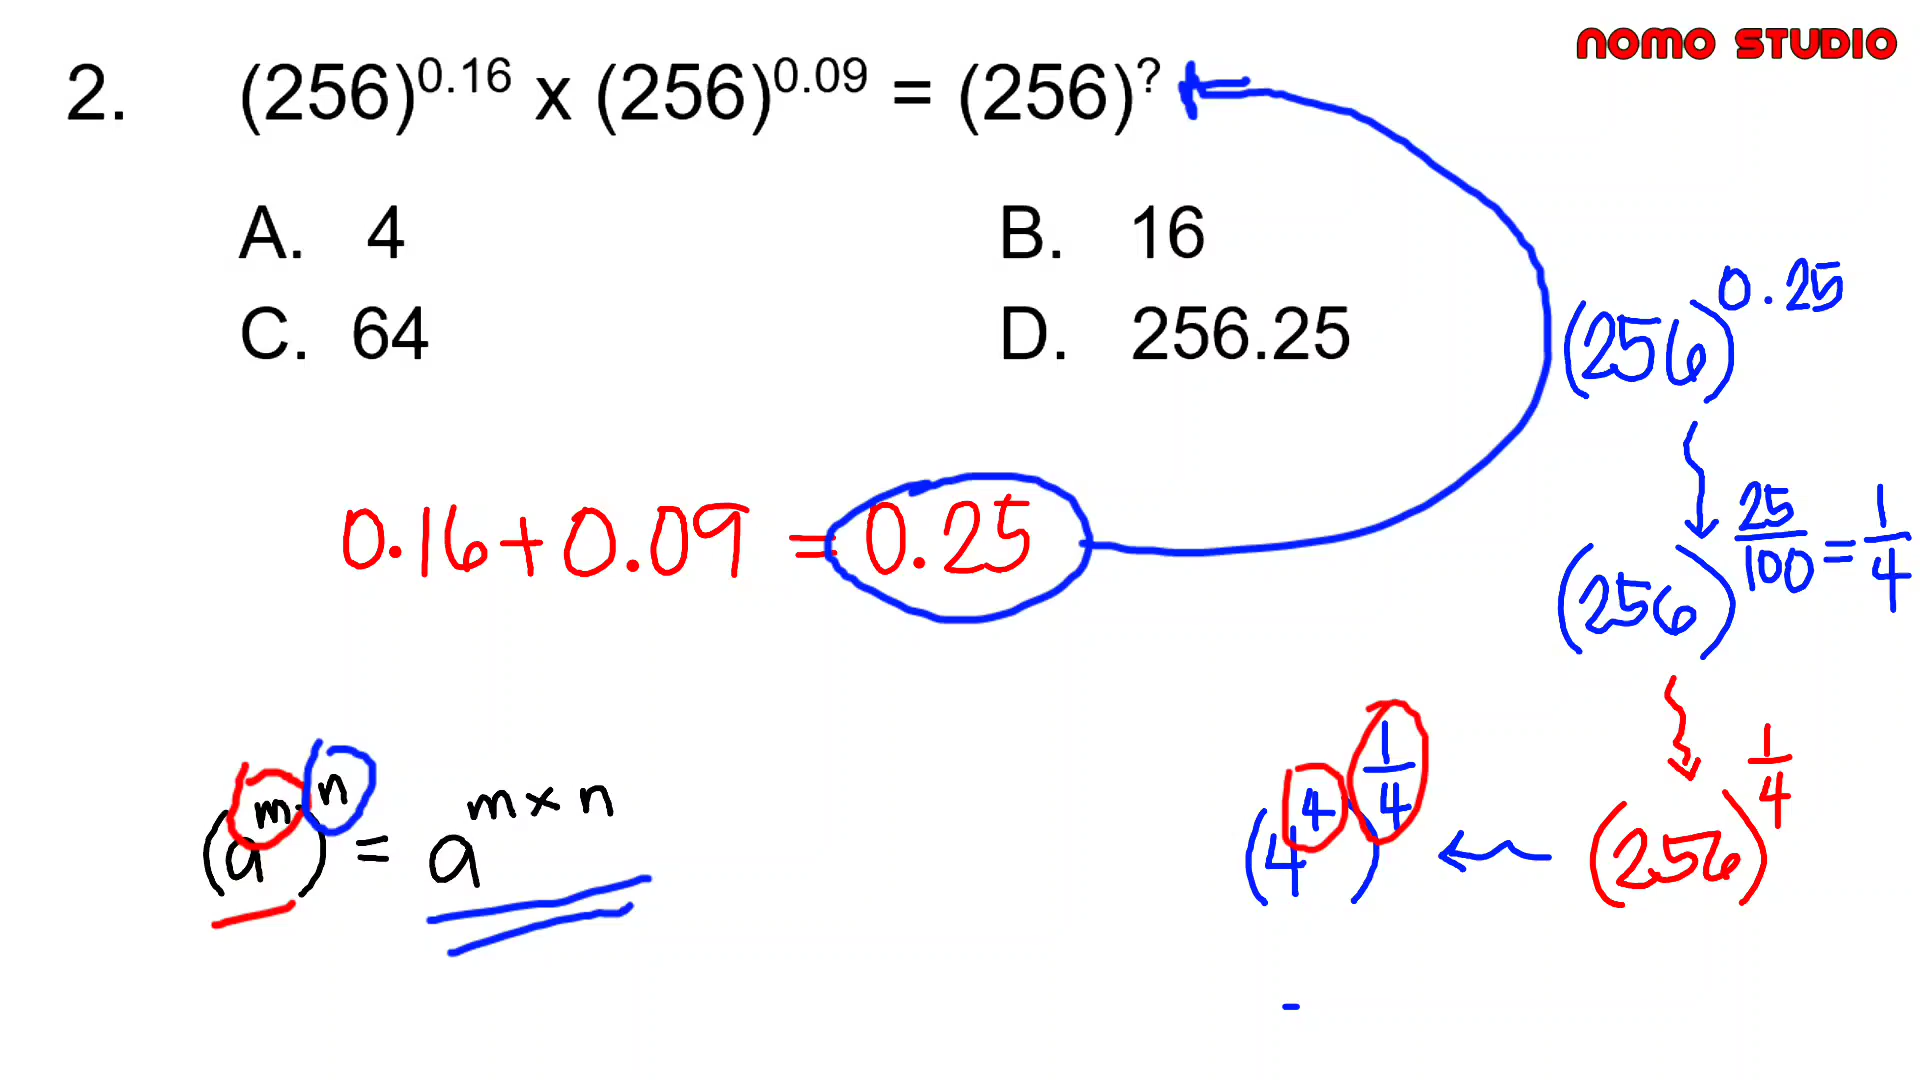 NOMO STUDIO
2. (256)^0.16 x (256)^0.09 = (256)^?
A. 4 B. 16
C. 64 D. 256.25
(256)^0.25
0.16+0.09 = 0.25
(256)^25/100 = 1/4
(a^m)^n = a^m×n
(4^4)^1/4 ← (256)^1/4